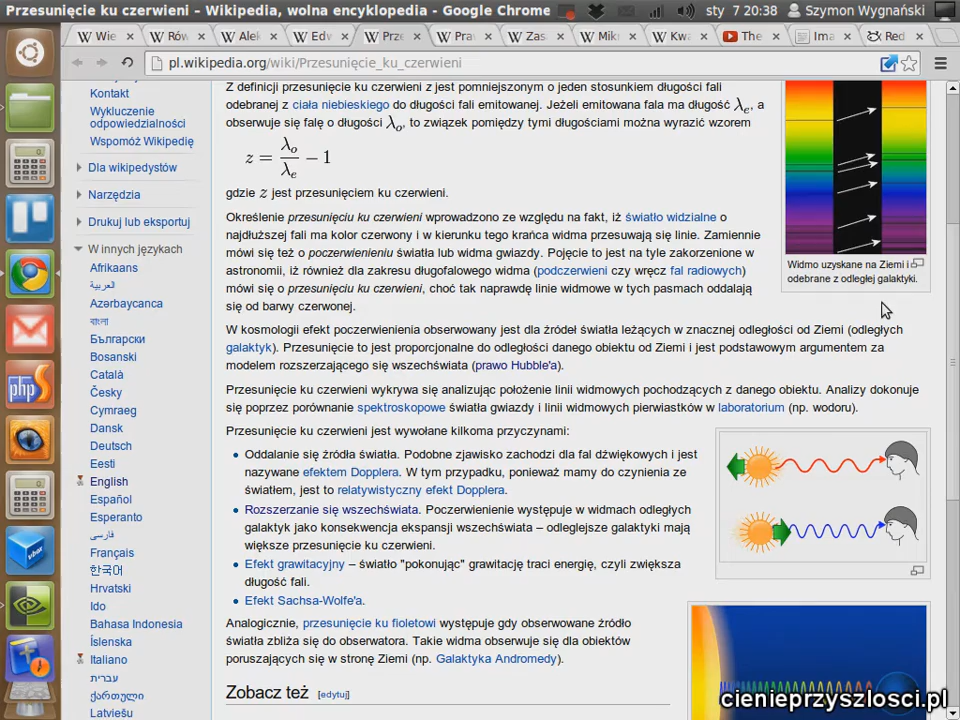 Przesunięcie ku czerwieni – Wikipedia, wolna encyklopedia - Google Chrome
sty 7 20:38
Szymon Wygnański
Wie
Rów
Alek
Edw
Prze
Pra
Zas
Mik
Kwa
The
Ima
Red
pl.wikipedia.org/wiki/Przesunięcie_ku_czerwieni
Kontakt
Wykluczenie
odpowiedzialności
Wspomóż Wikipedię
Dla wikipedystów
Narzędzia
Drukuj lub eksportuj
W innych językach
Afrikaans
العربية
Azərbaycanca
বাংলা
Български
Bosanski
Català
Česky
Cymraeg
Dansk
Deutsch
Eesti
English
Español
Esperanto
فارسی
Français
한국어
Hrvatski
Ido
Bahasa Indonesia
Íslenska
Italiano
עברית
ქართული
Latviešu
Z definicji przesunięcie ku czerwieni z jest pomniejszonym o jeden stosunkiem długości fali
odebranej z ciała niebieskiego do długości fali emitowanej. Jeżeli emitowana fala ma długość λe, a
obserwuje się falę o długości λo, to związek pomiędzy tymi długościami można wyrazić wzorem
z = λo/λe − 1
gdzie z jest przesunięciem ku czerwieni.
Określenie przesunięciu ku czerwieni wprowadzono ze względu na fakt, iż światło widzialne o
najdłuższej fali ma kolor czerwony i w kierunku tego krańca widma przesuwają się linie. Zamiennie
mówi się też o poczerwienieniu światła lub widma gwiazdy. Pojęcie to jest na tyle zakorzenione w
astronomii, iż również dla zakresu długofalowego widma (podczerwieni czy wręcz fal radiowych)
mówi się o przesunięciu ku czerwieni, choć tak naprawdę linie widmowe w tych pasmach oddalają
się od barwy czerwonej.
Widmo uzyskane na Ziemi i
odebrane z odległej galaktyki.
W kosmologii efekt poczerwienienia obserwowany jest dla źródeł światła leżących w znacznej odległości od Ziemi (odległych
galaktyk). Przesunięcie to jest proporcjonalne do odległości danego obiektu od Ziemi i jest podstawowym argumentem za
modelem rozszerzającego się wszechświata (prawo Hubble'a).
Przesunięcie ku czerwieni wykrywa się analizując położenie linii widmowych pochodzących z danego obiektu. Analizy dokonuje
się poprzez porównanie spektroskopowe światła gwiazdy i linii widmowych pierwiastków w laboratorium (np. wodoru).
Przesunięcie ku czerwieni jest wywołane kilkoma przyczynami:
Oddalanie się źródła światła. Podobne zjawisko zachodzi dla fal dźwiękowych i jest
nazywane efektem Dopplera. W tym przypadku, ponieważ mamy do czynienia ze
światłem, jest to relatywistyczny efekt Dopplera.
Rozszerzanie się wszechświata. Poczerwienienie występuje w widmach odległych
galaktyk jako konsekwencja ekspansji wszechświata – odleglejsze galaktyki mają
większe przesunięcie ku czerwieni.
Efekt grawitacyjny – światło "pokonując" grawitację traci energię, czyli zwiększa
długość fali.
Efekt Sachsa-Wolfe'a.
Analogicznie, przesunięcie ku fioletowi występuje gdy obserwowane źródło
światła zbliża się do obserwatora. Takie widma obserwuje się dla obiektów
poruszających się w stronę Ziemi (np. Galaktyka Andromedy).
Zobacz też [edytuj]
cienieprzyszlosci.pl